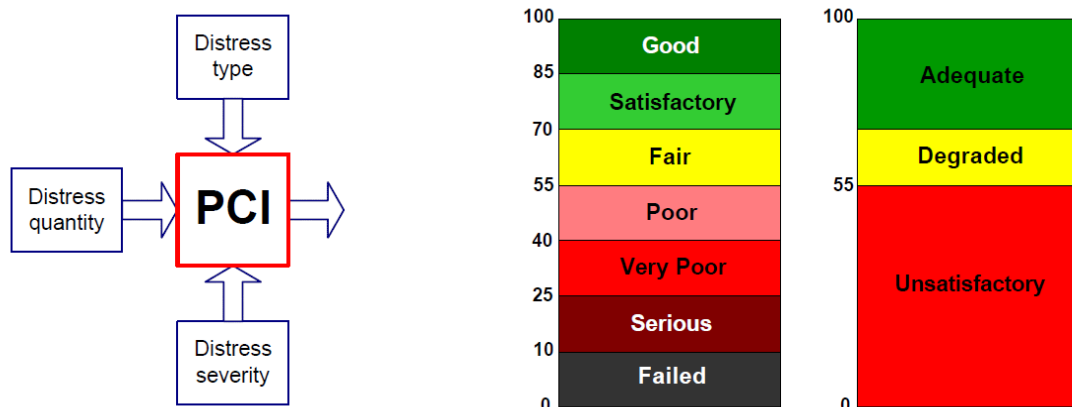 Distress
type
Distress
quantity
PCI
Distress
severity
100
Good
85
Satisfactory
70
Fair
55
Poor
40
Very Poor
25
Serious
10
Failed
0
100
Adequate
Degraded
55
Unsatisfactory
0